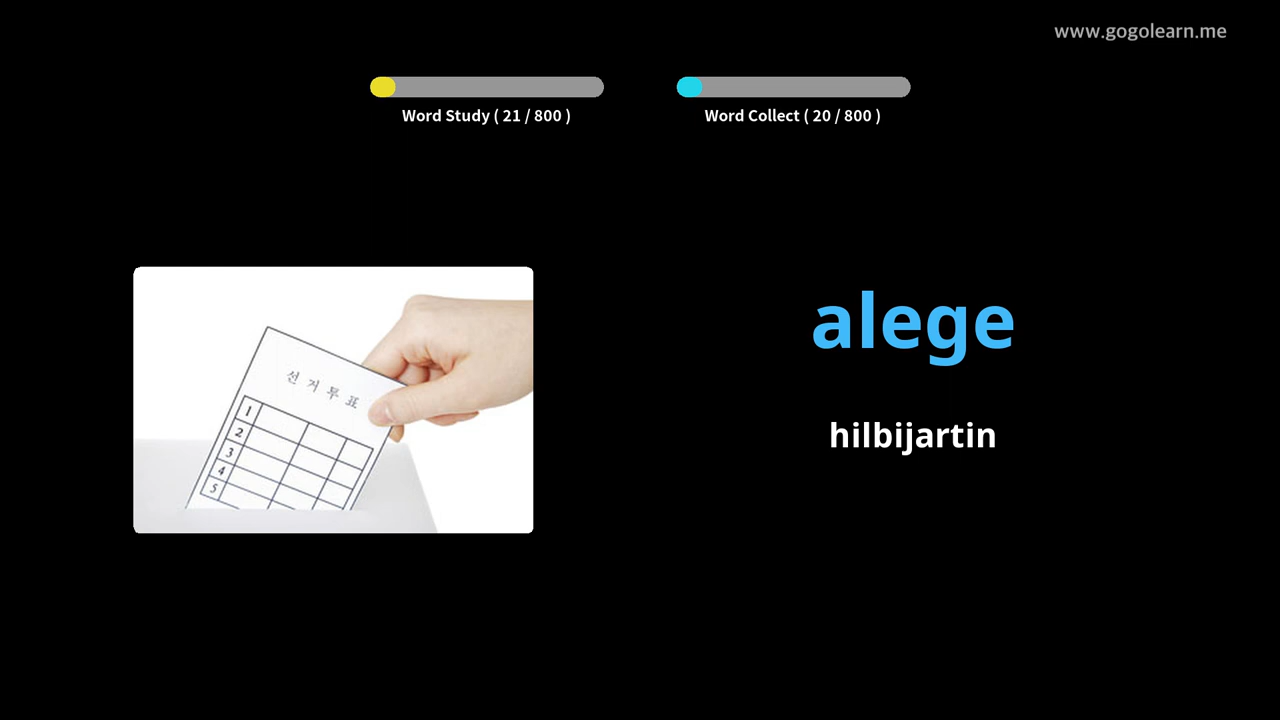 www.gogolearn.me
Word Study ( 21 / 800 )
Word Collect ( 20 / 800 )
선거투표
1
2
3
4
5
alege
hilbijartin